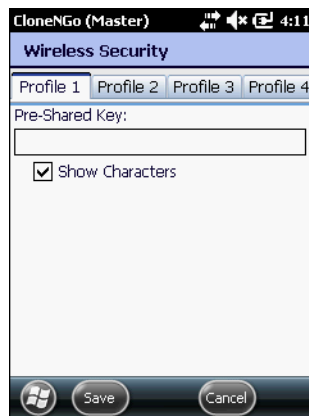 CloneNGo (Master) 4:11
Wireless Security
Profile 1 Profile 2 Profile 3 Profile 4
Pre-Shared Key:
Show Characters
Save Cancel